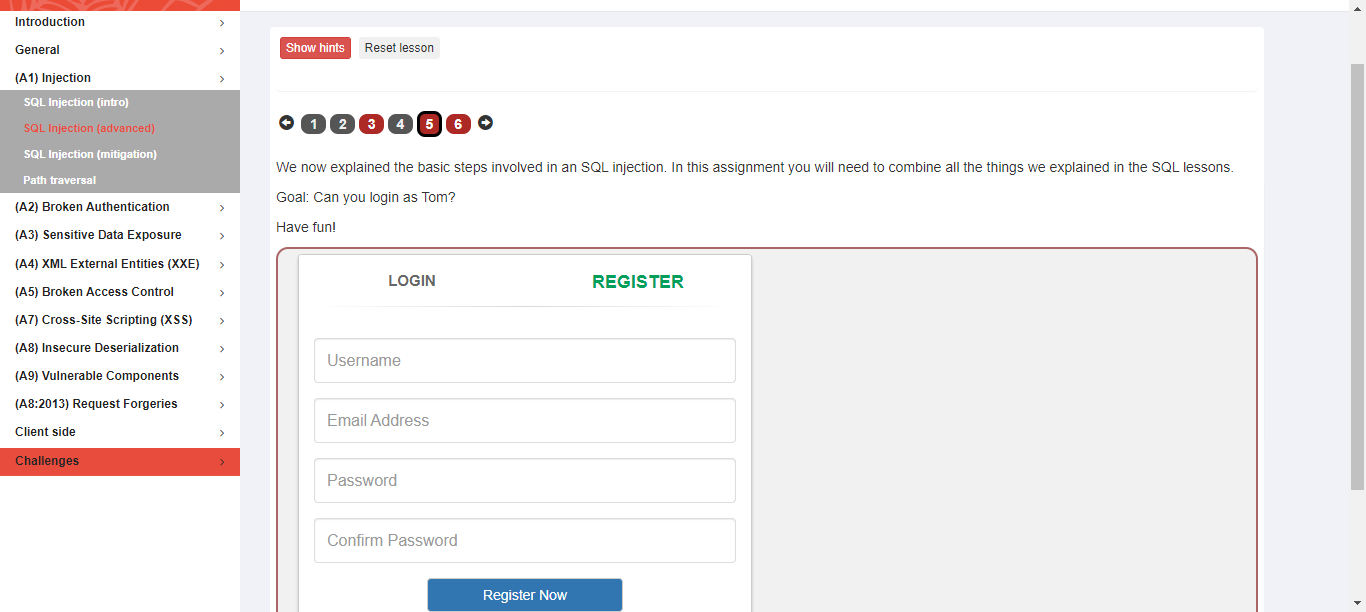 Introduction
General
(A1) Injection
SQL Injection (intro)
SQL Injection (advanced)
SQL Injection (mitigation)
Path traversal
(A2) Broken Authentication
(A3) Sensitive Data Exposure
(A4) XML External Entities (XXE)
(A5) Broken Access Control
(A7) Cross-Site Scripting (XSS)
(A8) Insecure Deserialization
(A9) Vulnerable Components
(A8:2013) Request Forgeries
Client side
Challenges
Show hints Reset lesson
1 2 3 4 5 6
We now explained the basic steps involved in an SQL injection. In this assignment you will need to combine all the things we explained in the SQL lessons.
Goal: Can you login as Tom?
Have fun!
LOGIN REGISTER
Username
Email Address
Password
Confirm Password
Register Now